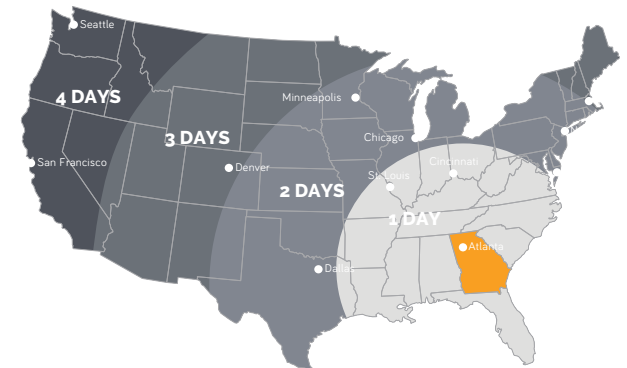 Seattle
4 DAYS
Minneapolis
3 DAYS
Chicago
San Francisco
Denver
Cincinnati
St. Louis
2 DAYS
1 DAY
Atlanta
Dallas